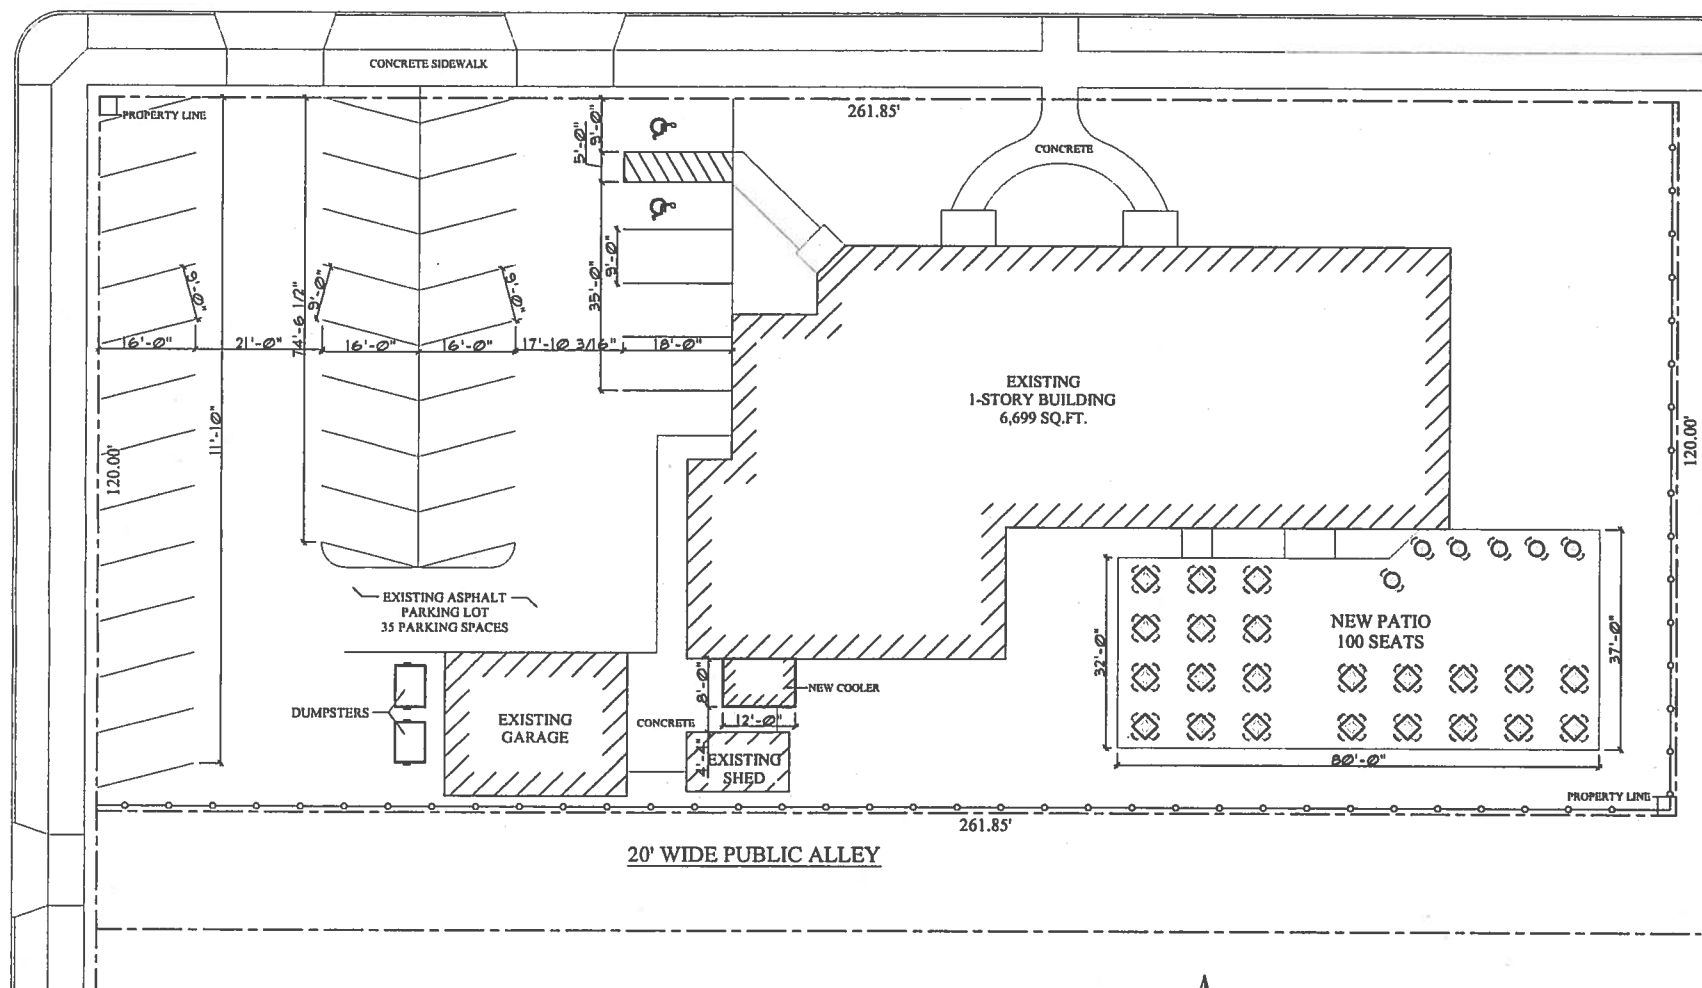 CONCRETE SIDEWALK
PROPERTY LINE
261.85'
CONCRETE
5'-0"
9'-0"
9'-0"
35'-0"
9'-0"
9'-0"
9'-0"
74'-6 1/2"
16'-0"
21'-0"
16'-0"
16'-0"
17'-10 3/16"
18'-0"
EXISTING
1-STORY BUILDING
6,699 SQ.FT.
120.00'
11'-10"
120.00'
EXISTING ASPHALT
PARKING LOT
35 PARKING SPACES
NEW PATIO
100 SEATS
32'-0"
37'-0"
80'-0"
8'-0"
NEW COOLER
12'-0"
DUMPSTERS
EXISTING
GARAGE
CONCRETE
4'-4"
EXISTING
SHED
PROPERTY LINE
261.85'
20' WIDE PUBLIC ALLEY